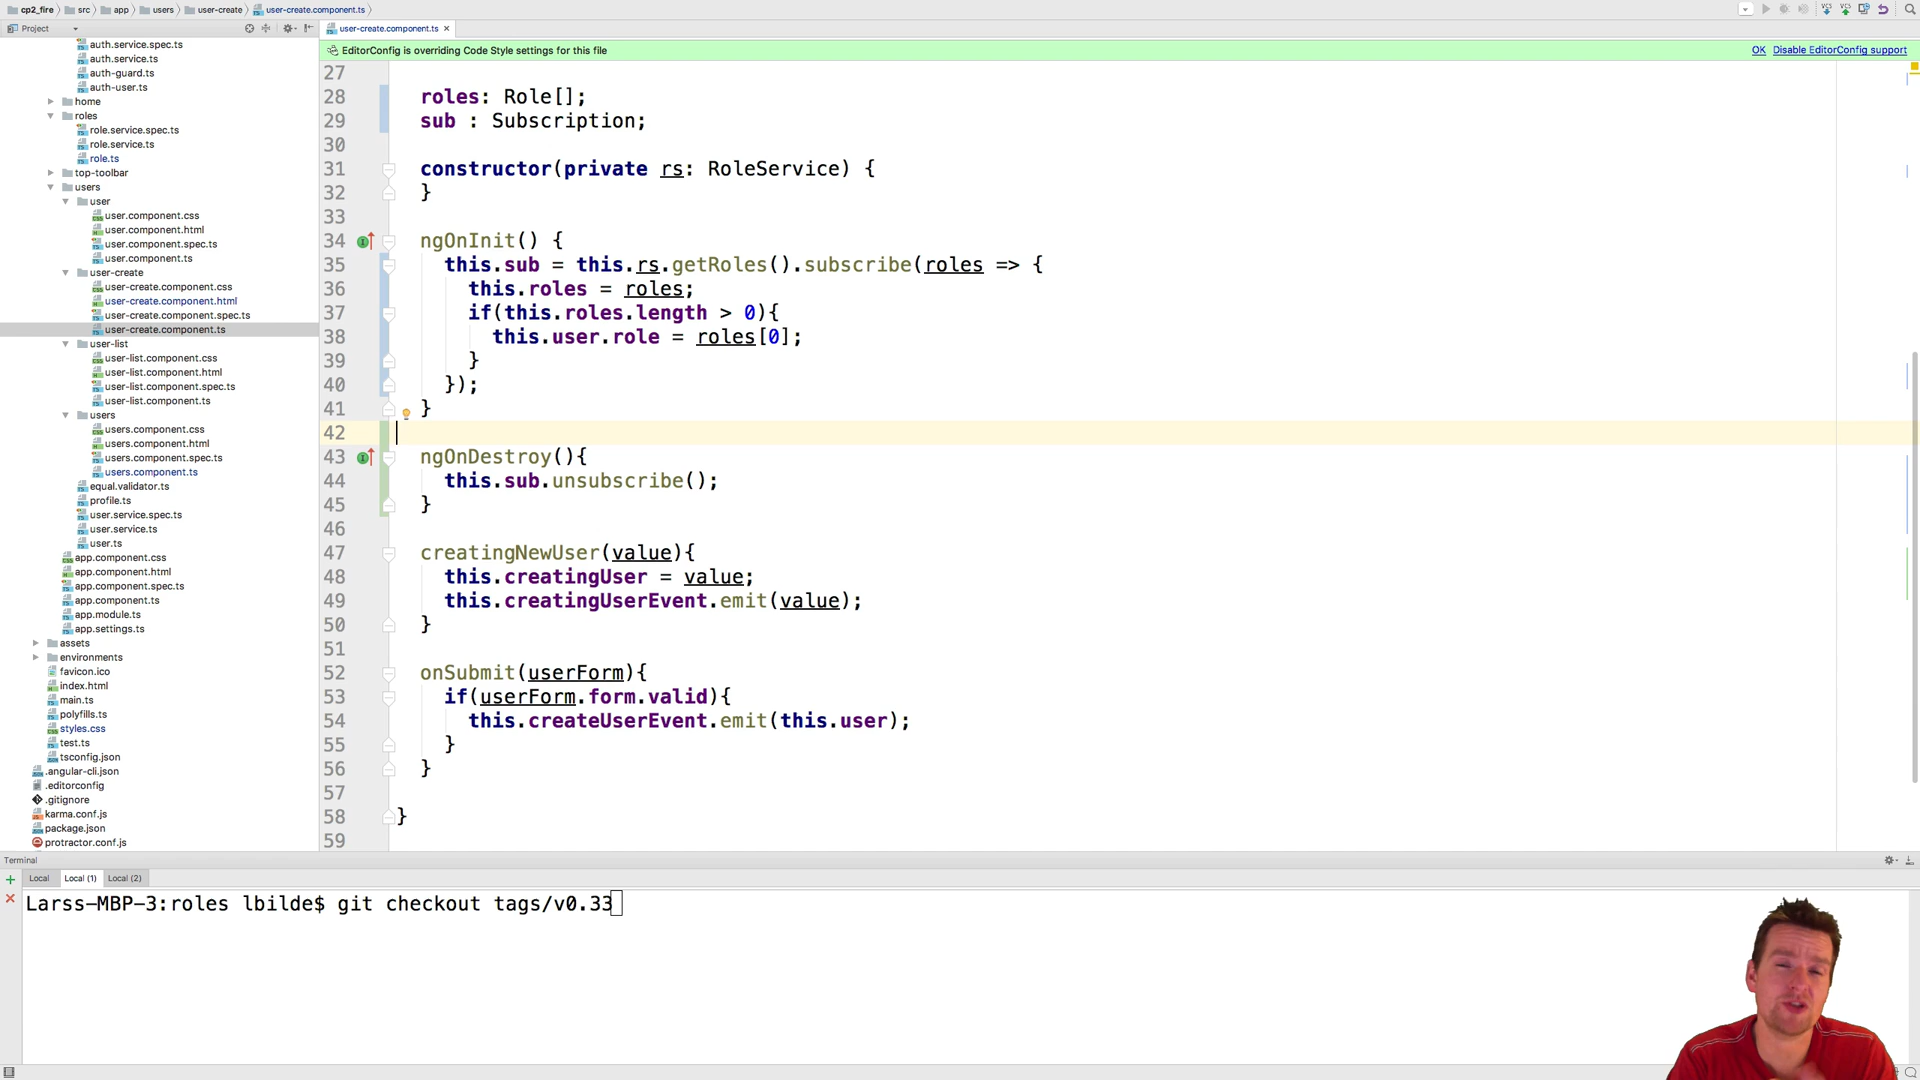 cp2_fire
src
app
users
user-create
user-create.component.ts
Project
user-create.component.ts
EditorConfig is overriding Code Style settings for this file
OK
Disable EditorConfig support
auth.service.spec.ts
auth.service.ts
auth-guard.ts
auth-user.ts
home
roles
role.service.spec.ts
role.service.ts
role.ts
top-toolbar
users
user
user.component.css
user.component.html
user.component.spec.ts
user.component.ts
user-create
user-create.component.css
user-create.component.html
user-create.component.spec.ts
user-create.component.ts
user-list
user-list.component.css
user-list.component.html
user-list.component.spec.ts
user-list.component.ts
users
users.component.css
users.component.html
users.component.spec.ts
users.component.ts
equal.validator.ts
profile.ts
user.service.spec.ts
user.service.ts
user.ts
app.component.css
app.component.html
app.component.spec.ts
app.component.ts
app.module.ts
app.settings.ts
assets
environments
favicon.ico
index.html
main.ts
polyfills.ts
styles.css
test.ts
tsconfig.json
.angular-cli.json
.editorconfig
.gitignore
karma.conf.js
package.json
protractor.conf.js
27
28 roles: Role[];
29 sub : Subscription;
30
31 constructor(private rs: RoleService) {
32 }
33
34 ngOnInit() {
35 this.sub = this.rs.getRoles().subscribe(roles => {
36 this.roles = roles;
37 if(this.roles.length > 0){
38 this.user.role = roles[0];
39 }
40 });
41 }
42
43 ngOnDestroy(){
44 this.sub.unsubscribe();
45 }
46
47 creatingNewUser(value){
48 this.creatingUser = value;
49 this.creatingUserEvent.emit(value);
50 }
51
52 onSubmit(userForm){
53 if(userForm.form.valid){
54 this.createUserEvent.emit(this.user);
55 }
56 }
57
58 }
59
Terminal
Local
Local (1)
Local (2)
Larss-MBP-3:roles lbilde$ git checkout tags/v0.33